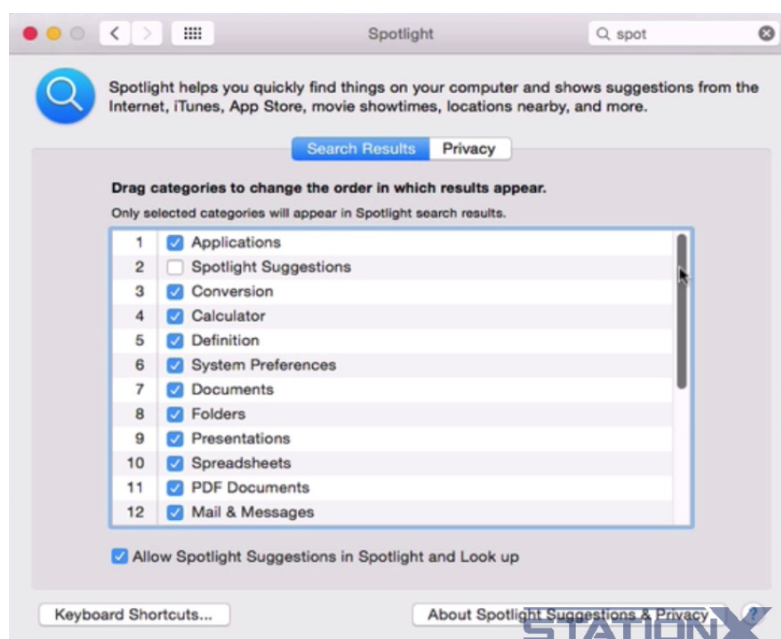 Spotlight
spot
Spotlight helps you quickly find things on your computer and shows suggestions from the
Internet, iTunes, App Store, movie showtimes, locations nearby, and more.
Search Results Privacy
Drag categories to change the order in which results appear.
Only selected categories will appear in Spotlight search results.
1 Applications
2 Spotlight Suggestions
3 Conversion
4 Calculator
5 Definition
6 System Preferences
7 Documents
8 Folders
9 Presentations
10 Spreadsheets
11 PDF Documents
12 Mail & Messages
Allow Spotlight Suggestions in Spotlight and Look up
Keyboard Shortcuts... About Spotlight Suggestions & Privacy ?
STATIONX